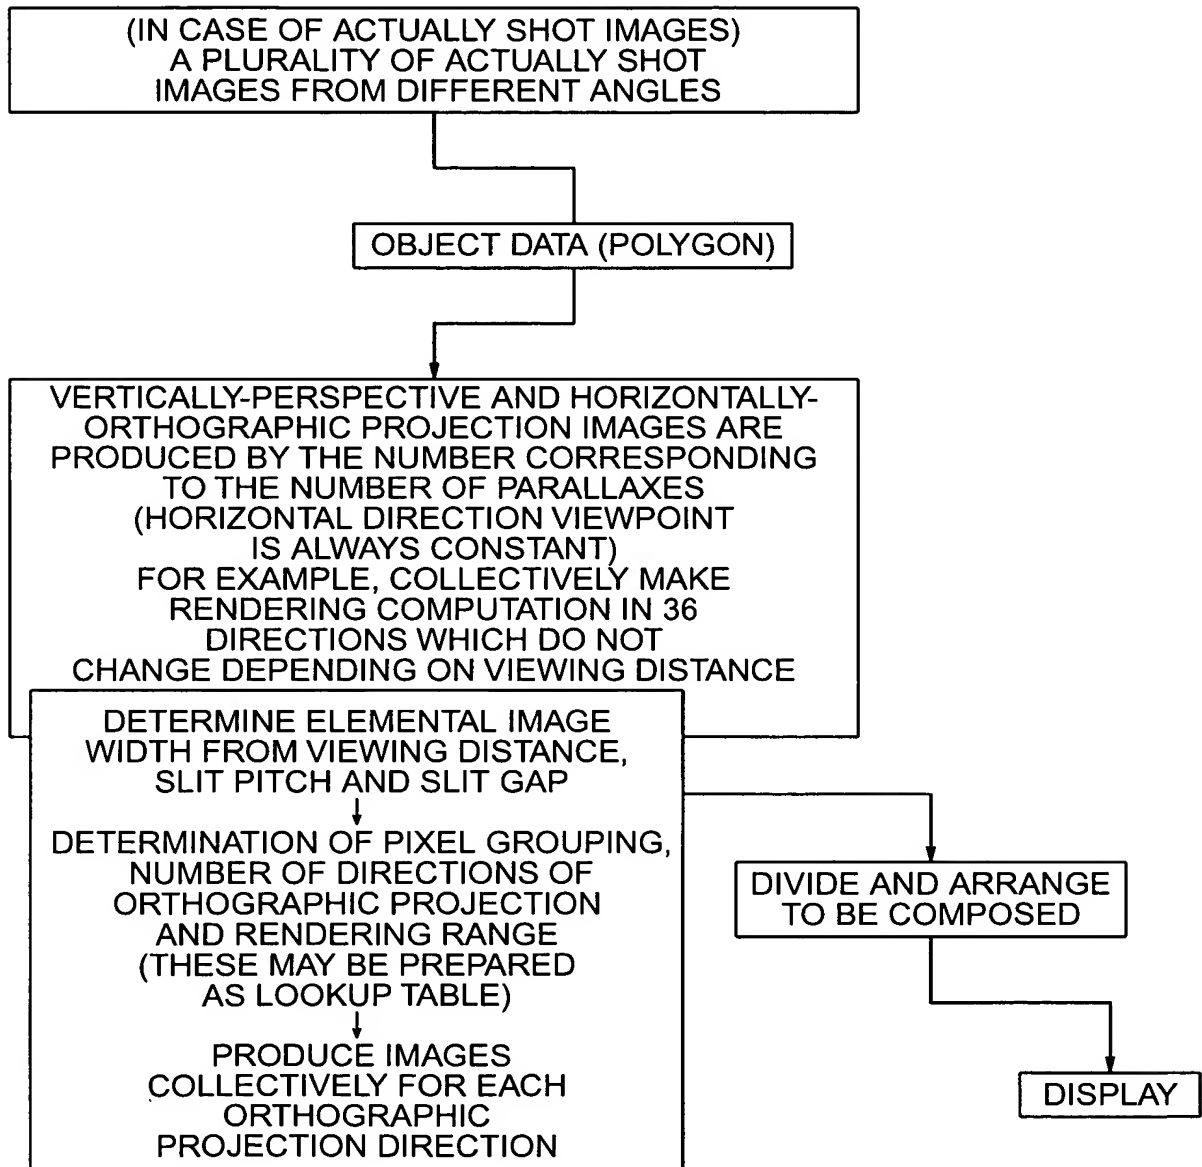 (IN CASE OF ACTUALLY SHOT IMAGES)
A PLURALITY OF ACTUALLY SHOT
IMAGES FROM DIFFERENT ANGLES
OBJECT DATA (POLYGON)
VERTICALLY-PERSPECTIVE AND HORIZONTALLY-
ORTHOGRAPHIC PROJECTION IMAGES ARE
PRODUCED BY THE NUMBER CORRESPONDING
TO THE NUMBER OF PARALLAXES
(HORIZONTAL DIRECTION VIEWPOINT
IS ALWAYS CONSTANT)
FOR EXAMPLE, COLLECTIVELY MAKE
RENDERING COMPUTATION IN 36
DIRECTIONS WHICH DO NOT
CHANGE DEPENDING ON VIEWING DISTANCE
DETERMINE ELEMENTAL IMAGE
WIDTH FROM VIEWING DISTANCE,
SLIT PITCH AND SLIT GAP
DETERMINATION OF PIXEL GROUPING,
NUMBER OF DIRECTIONS OF
ORTHOGRAPHIC PROJECTION
AND RENDERING RANGE
(THESE MAY BE PREPARED
AS LOOKUP TABLE)
PRODUCE IMAGES
COLLECTIVELY FOR EACH
ORTHOGRAPHIC
PROJECTION DIRECTION
DIVIDE AND ARRANGE
TO BE COMPOSED
DISPLAY